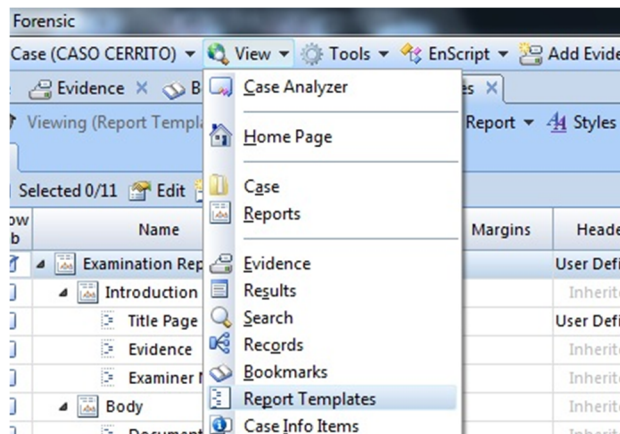 Forensic
Case (CASO CERRITO) View Tools EnScript Add Evide
Evidence B es
Viewing (Report Templa Report Styles
Selected 0/11 Edit
ow
b Name Margins Heade
Examination Rep User Defi
Introduction Inherit
Title Page User Defi
Evidence Inherit
Examiner Inherit
Body Inherit
Case Analyzer
Home Page
Case
Reports
Evidence
Results
Search
Records
Bookmarks
Report Templates
Case Info Items